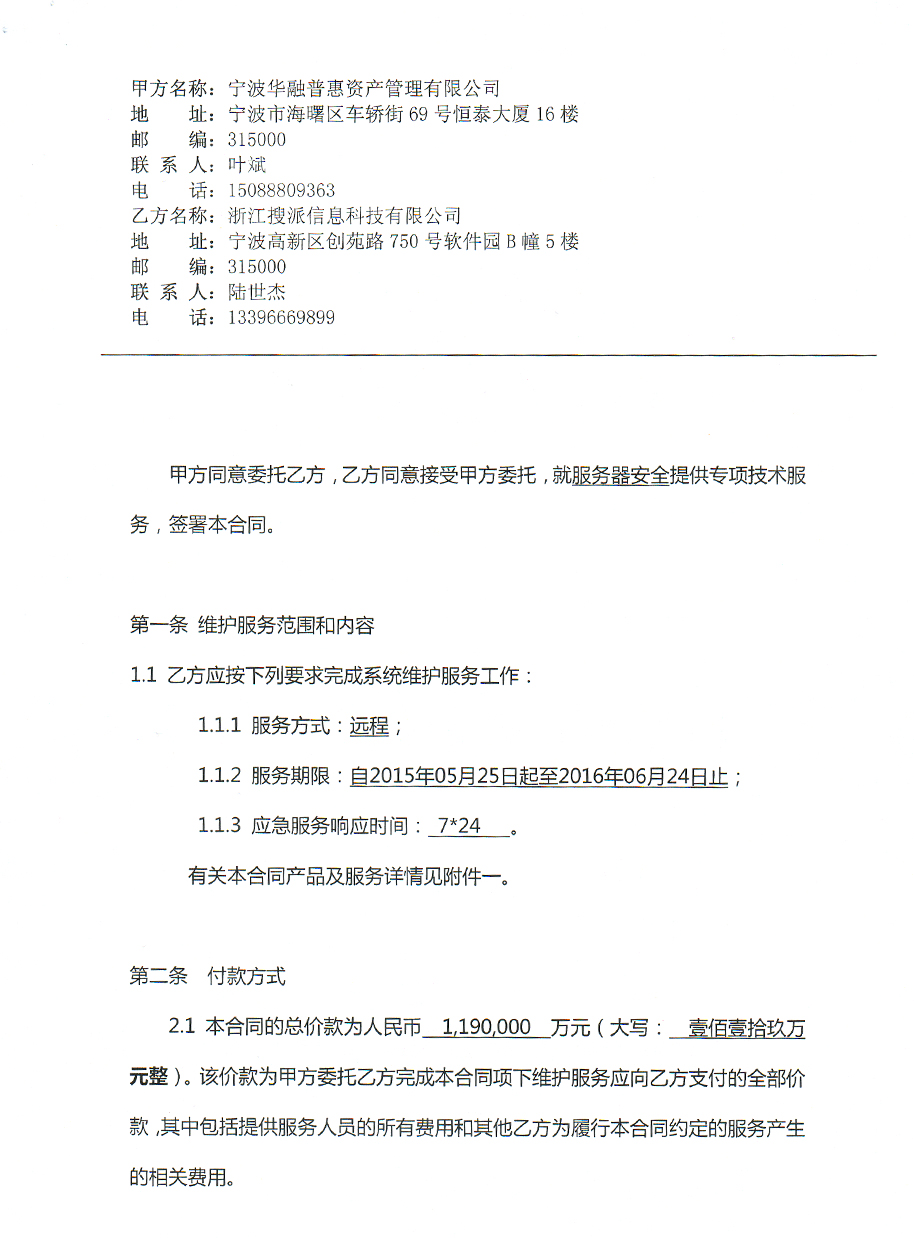 甲方名称：宁波华融普惠资产管理有限公司
地　　址：宁波市海曙区车轿街 69 号恒泰大厦 16 楼
邮　　编：315000
联 系 人：叶斌
电　　话：15088809363
乙方名称：浙江搜派信息科技有限公司
地　　址：宁波高新区创苑路 750 号软件园 B 幢 5 楼
邮　　编：315000
联 系 人：陆世杰
电　　话：13396669899
甲方同意委托乙方，乙方同意接受甲方委托，就服务器安全提供专项技术服
务，签署本合同。
第一条 维护服务范围和内容
1.1 乙方应按下列要求完成系统维护服务工作：
1.1.1 服务方式：远程；
1.1.2 服务期限：自2015年05月25日起至2016年06月24日止；
1.1.3 应急服务响应时间： 7*24 。
有关本合同产品及服务详情见附件一。
第二条　付款方式
2.1 本合同的总价款为人民币 1,190,000 万元（大写： 壹佰壹拾玖万
元整）。该价款为甲方委托乙方完成本合同项下维护服务应向乙方支付的全部价
款，其中包括提供服务人员的所有费用和其他乙方为履行本合同约定的服务产生
的相关费用。